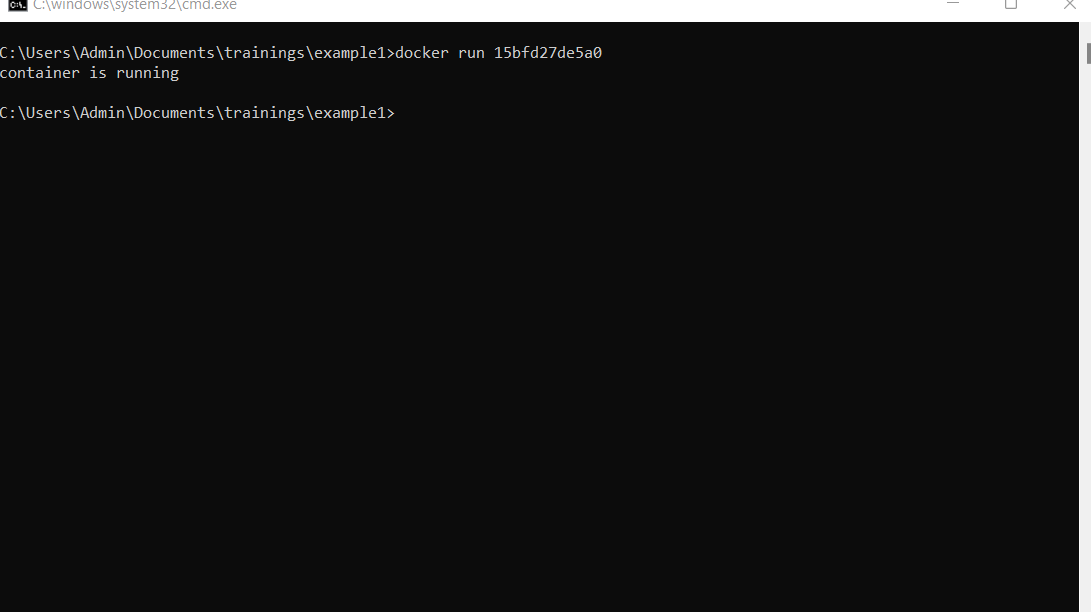 C:\windows\system32\cmd.exe
C:\Users\Admin\Documents\trainings\example1>docker run 15bfd27de5a0
container is running
C:\Users\Admin\Documents\trainings\example1>